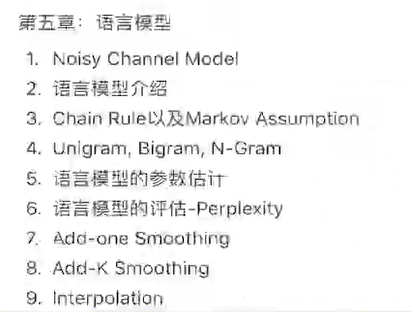 第五章：语言模型
1. Noisy Channel Model
2. 语言模型介绍
3. Chain Rule以及Markov Assumption
4. Unigram, Bigram, N-Gram
5. 语言模型的参数估计
6. 语言模型的评估-Perplexity
7. Add-one Smoothing
8. Add-K Smoothing
9. Interpolation